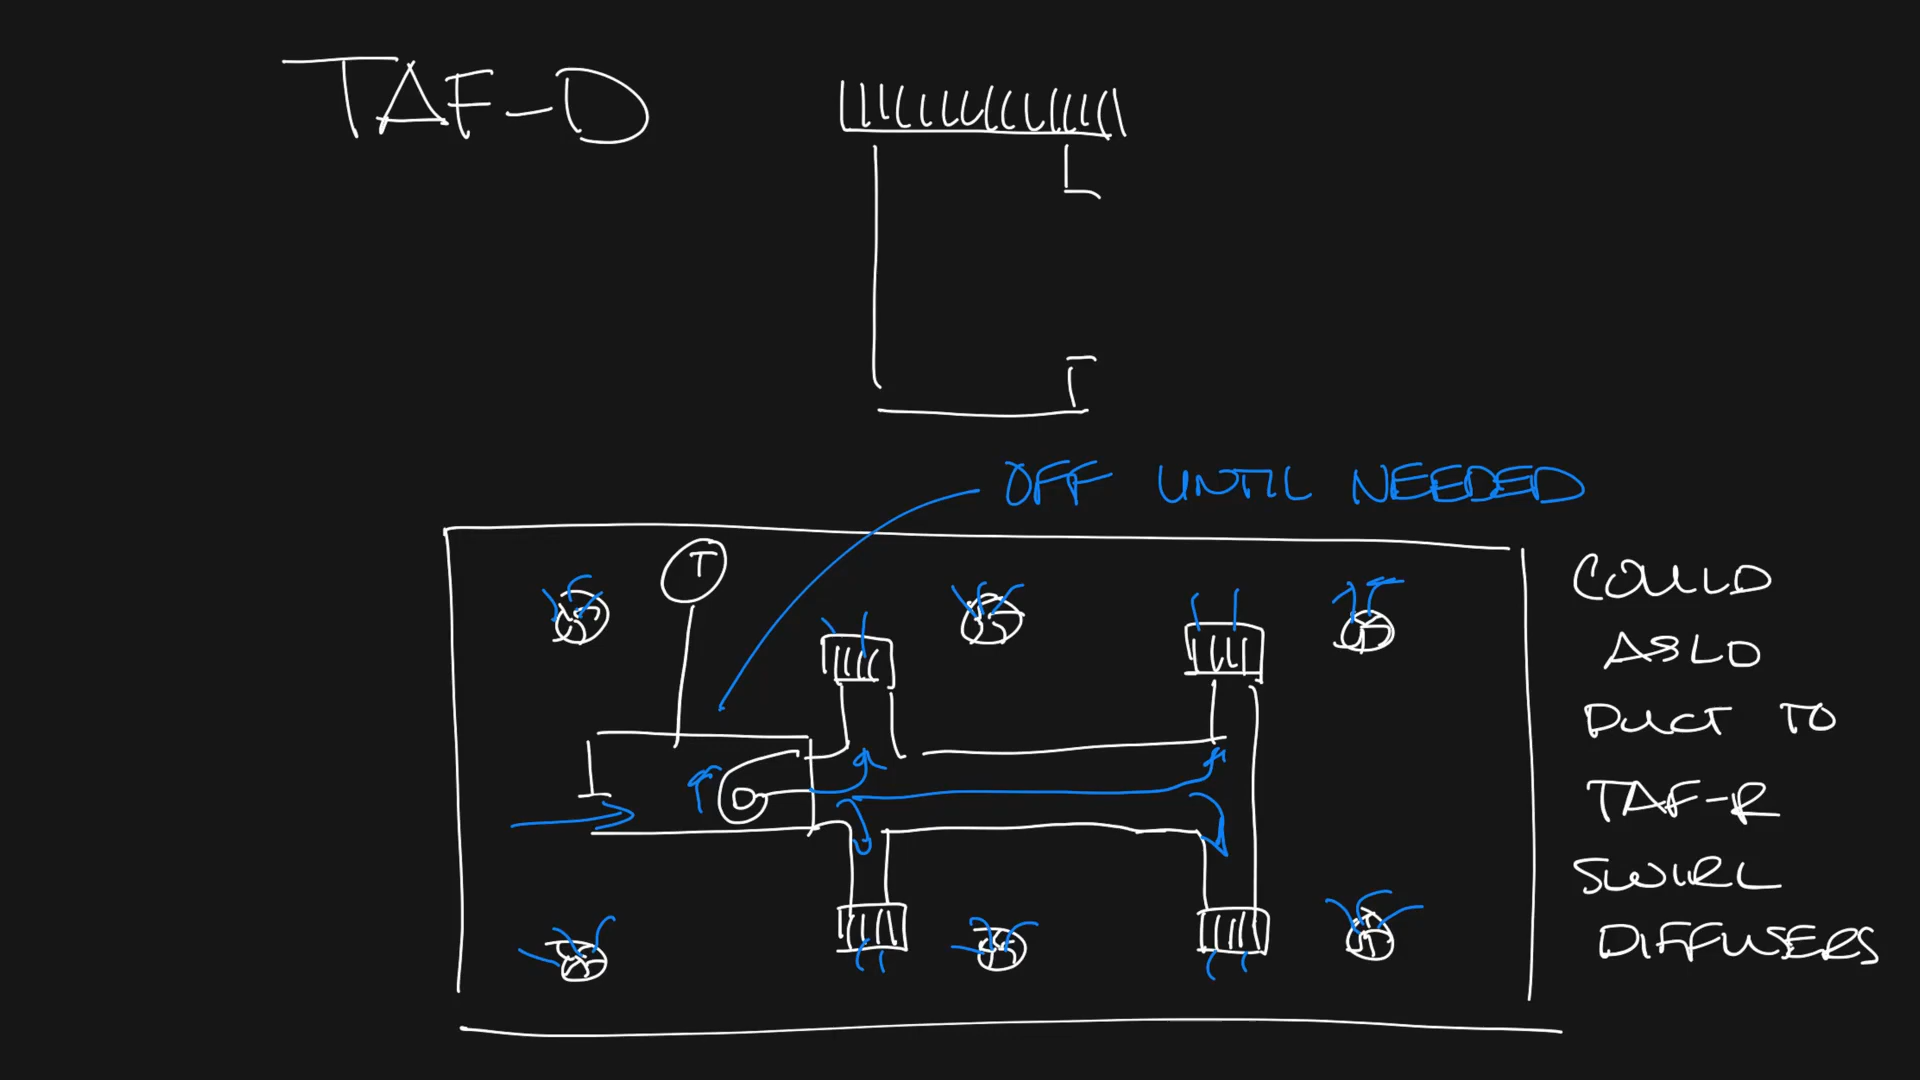 TAF-D
OFF UNTIL NEEDED
T
COULD
ASLO
DUCT TO
TAF-R
SWIRL
DIFFUSERS